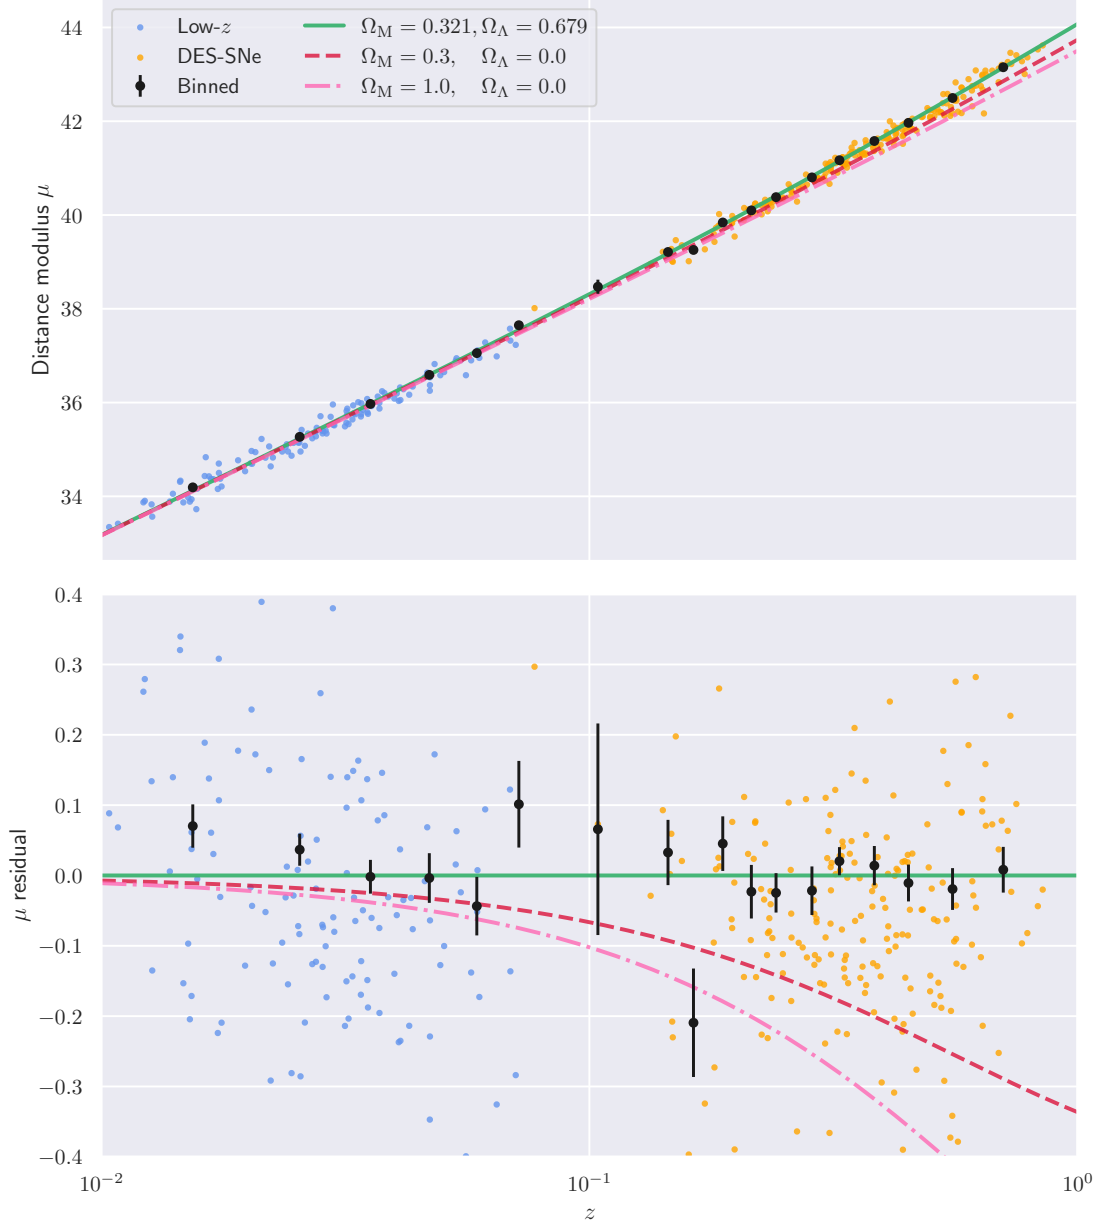 Low-z
DES-SNe
Binned
Ω_M = 0.321, Ω_Λ = 0.679
Ω_M = 0.3, Ω_Λ = 0.0
Ω_M = 1.0, Ω_Λ = 0.0
Distance modulus μ
44
42
40
38
36
34
μ residual
0.4
0.3
0.2
0.1
0.0
−0.1
−0.2
−0.3
−0.4
10⁻² 10⁻¹ 10⁰
z